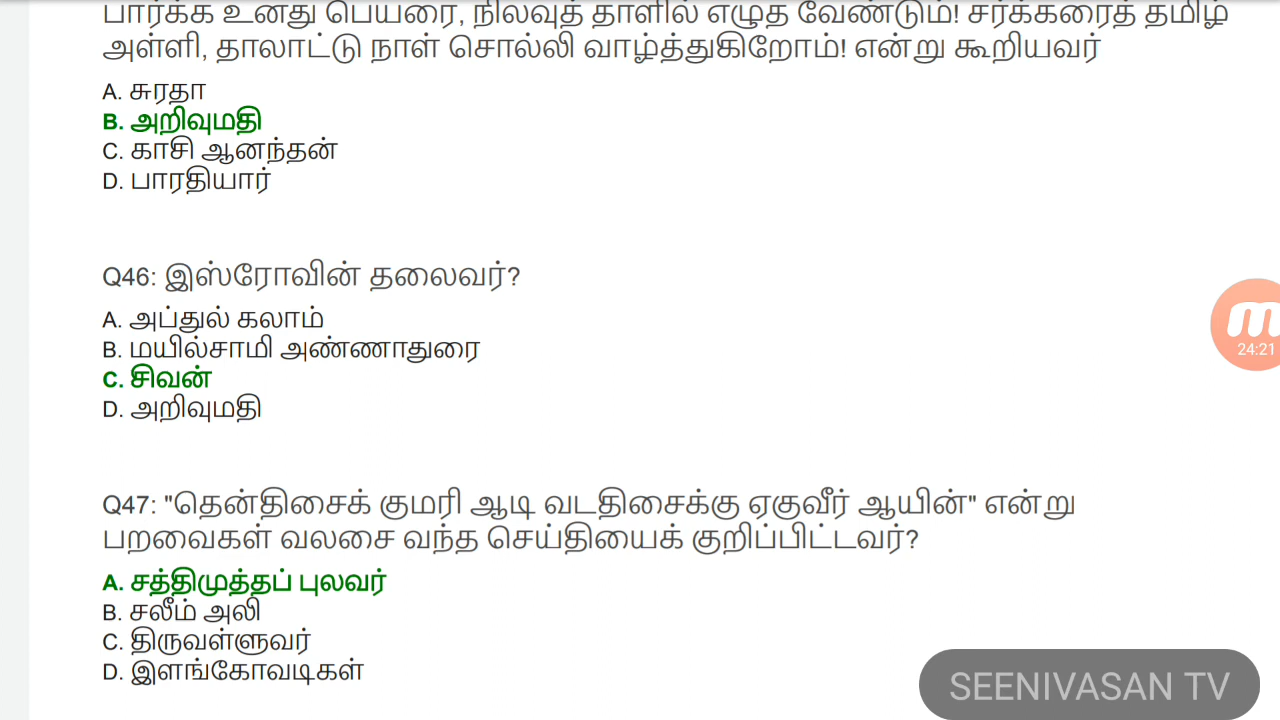 பார்க்க உனது பெயரை, நிலவுத் தாளில் எழுத வேண்டும்! சர்க்கரைத் தமிழ்
அள்ளி, தாலாட்டு நாள் சொல்லி வாழ்த்துகிறோம்! என்று கூறியவர்
A. சுரதா
B. அறிவுமதி
C. காசி ஆனந்தன்
D. பாரதியார்
Q46: இஸ்ரோவின் தலைவர்?
A. அப்துல் கலாம்
B. மயில்சாமி அண்ணாதுரை
C. சிவன்
D. அறிவுமதி
24:21
Q47: "தென்திசைக் குமரி ஆடி வடதிசைக்கு ஏகுவீர் ஆயின்" என்று
பறவைகள் வலசை வந்த செய்தியைக் குறிப்பிட்டவர்?
A. சத்திமுத்தப் புலவர்
B. சலீம் அலி
C. திருவள்ளுவர்
D. இளங்கோவடிகள்
SEENIVASAN TV